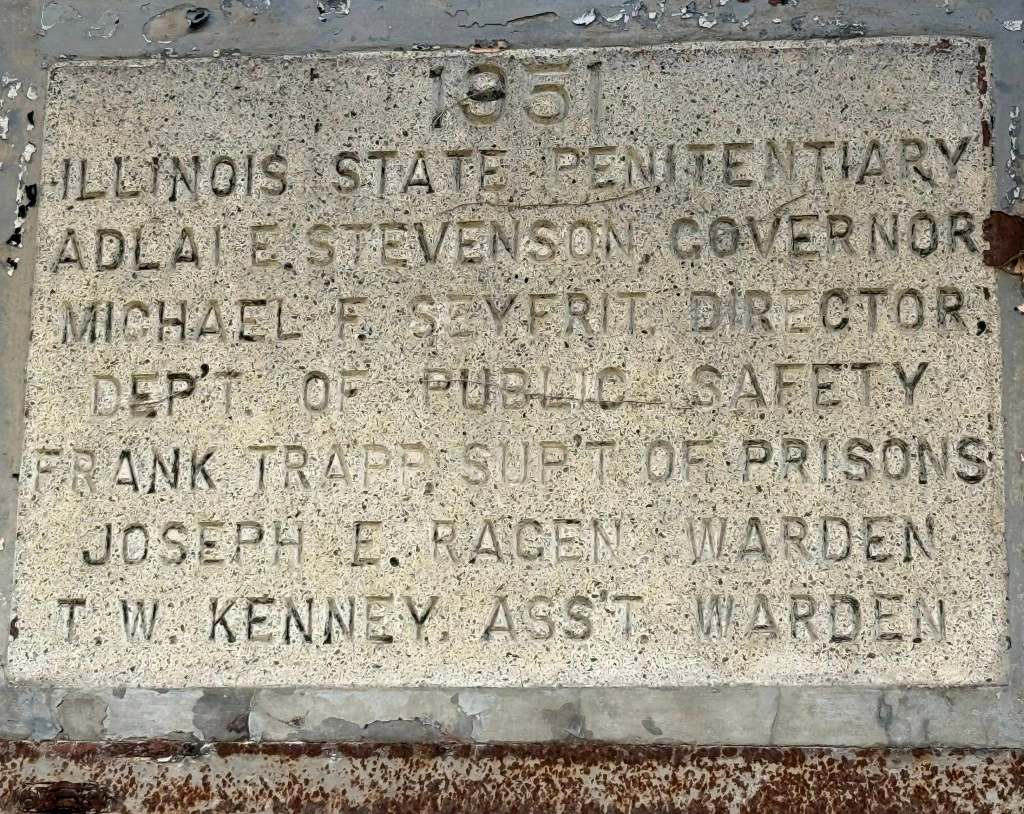 1951
ILLINOIS STATE PENITENTIARY
ADLAI E. STEVENSON, GOVERNOR
MICHAEL F. SEYFRIT, DIRECTOR,
DEP'T OF PUBLIC SAFETY
FRANK TRAPP, SUP'T. OF PRISONS
JOSEPH E. RAGEN WARDEN
T W KENNEY, ASS'T WARDEN